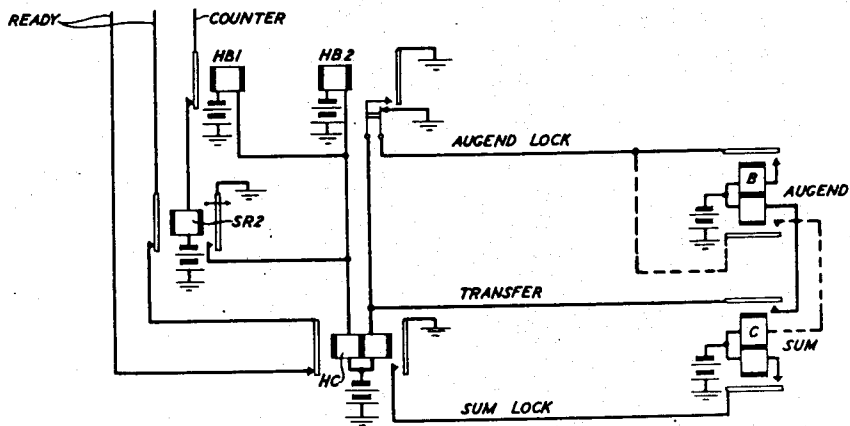 READY
COUNTER
HB1
HB2
AUGEND LOCK
B
AUGEND
SR2
TRANSFER
C
SUM
HC
SUM LOCK